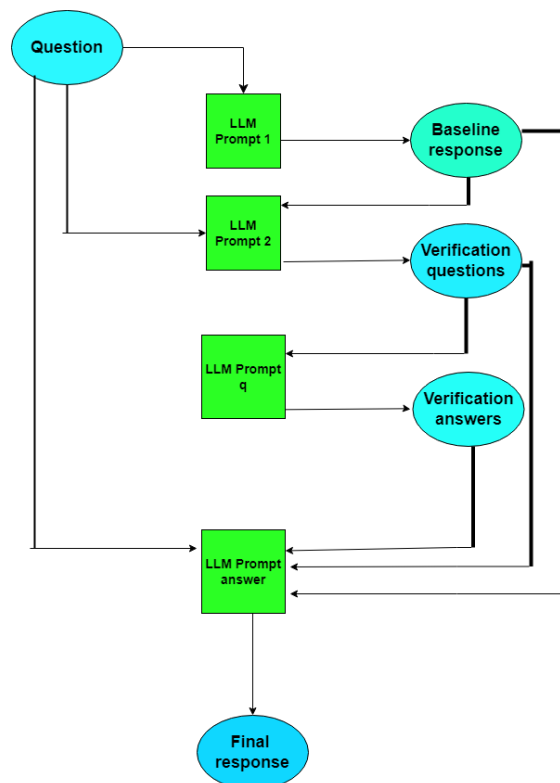 Question
LLM
Prompt 1
Baseline
response
LLM
Prompt 2
Verification
questions
LLM Prompt
q
Verification
answers
LLM Prompt
answer
Final
response